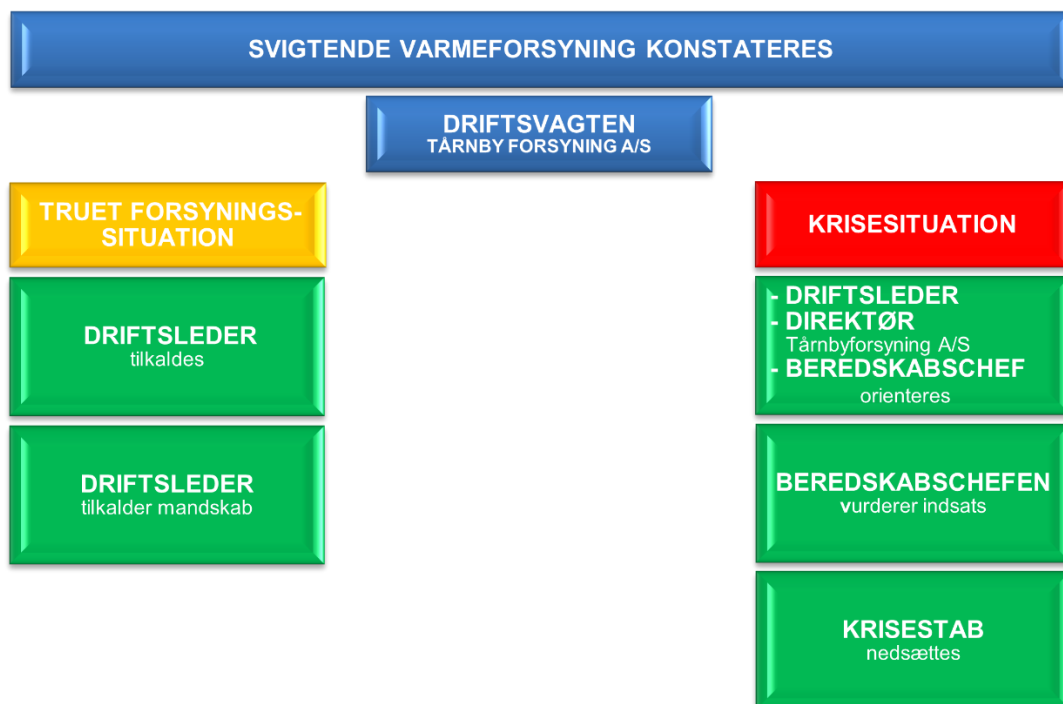 SVIGTENDE VARMEFORSYNING KONSTATERES
DRIFTSVAGTEN
TÅRNBY FORSYNING A/S
TRUET FORSYNINGS-
SITUATION
DRIFTSLEDER
tilkaldes
DRIFTSLEDER
tilkalder mandskab
KRISESITUATION
- DRIFTSLEDER
- DIREKTØR
Tårnbyforsyning A/S
- BEREDSKABSCHEF
orienteres
BEREDSKABSCHEFEN
vurderer indsats
KRISESTAB
nedsættes